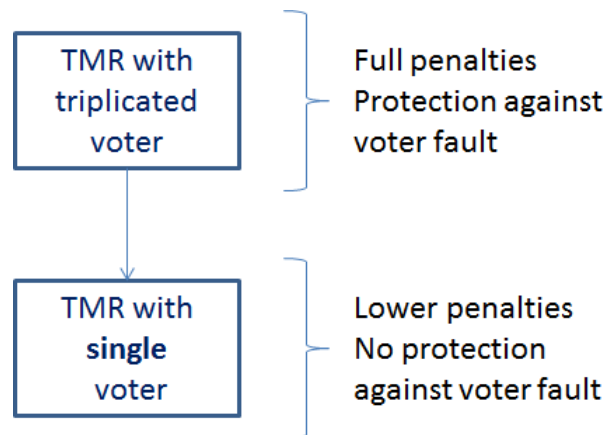 TMR with
triplicated
voter
Full penalties
Protection against
voter fault
TMR with
single
voter
Lower penalties
No protection
against voter fault